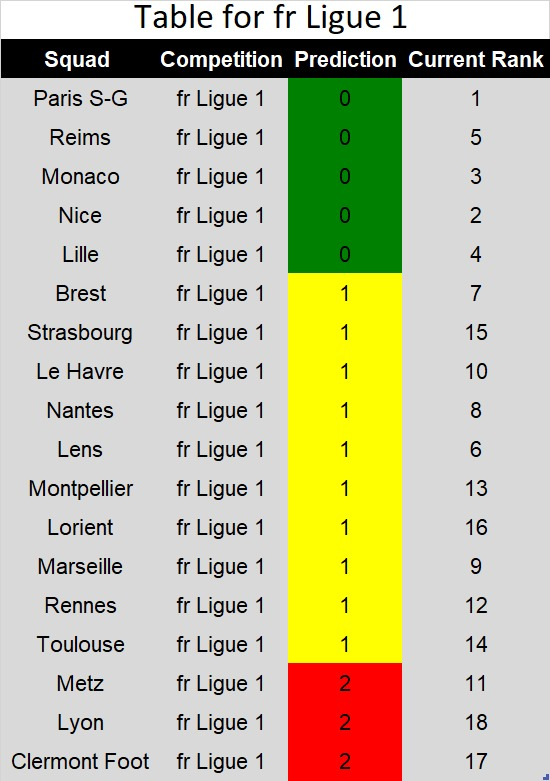 Table for fr Ligue 1
Squad Competition Prediction Current Rank
Paris S-G fr Ligue 1 0 1
Reims fr Ligue 1 0 5
Monaco fr Ligue 1 0 3
Nice fr Ligue 1 0 2
Lille fr Ligue 1 0 4
Brest fr Ligue 1 1 7
Strasbourg fr Ligue 1 1 15
Le Havre fr Ligue 1 1 10
Nantes fr Ligue 1 1 8
Lens fr Ligue 1 1 6
Montpellier fr Ligue 1 1 13
Lorient fr Ligue 1 1 16
Marseille fr Ligue 1 1 9
Rennes fr Ligue 1 1 12
Toulouse fr Ligue 1 1 14
Metz fr Ligue 1 2 11
Lyon fr Ligue 1 2 18
Clermont Foot fr Ligue 1 2 17